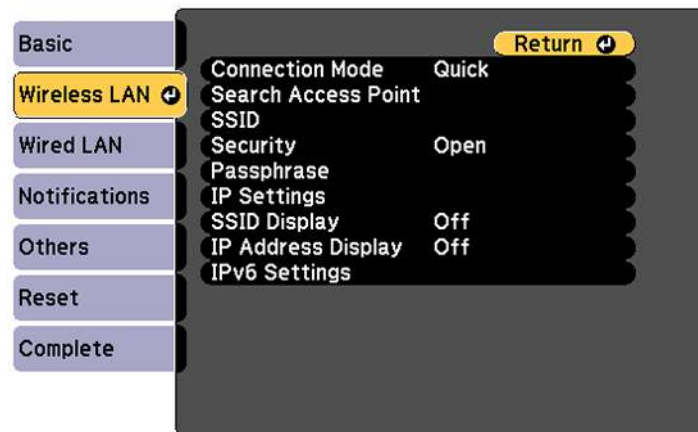 Basic
Wireless LAN
Wired LAN
Notifications
Others
Reset
Complete
Return
Connection Mode Quick
Search Access Point
SSID
Security Open
Passphrase
IP Settings
SSID Display Off
IP Address Display Off
IPv6 Settings